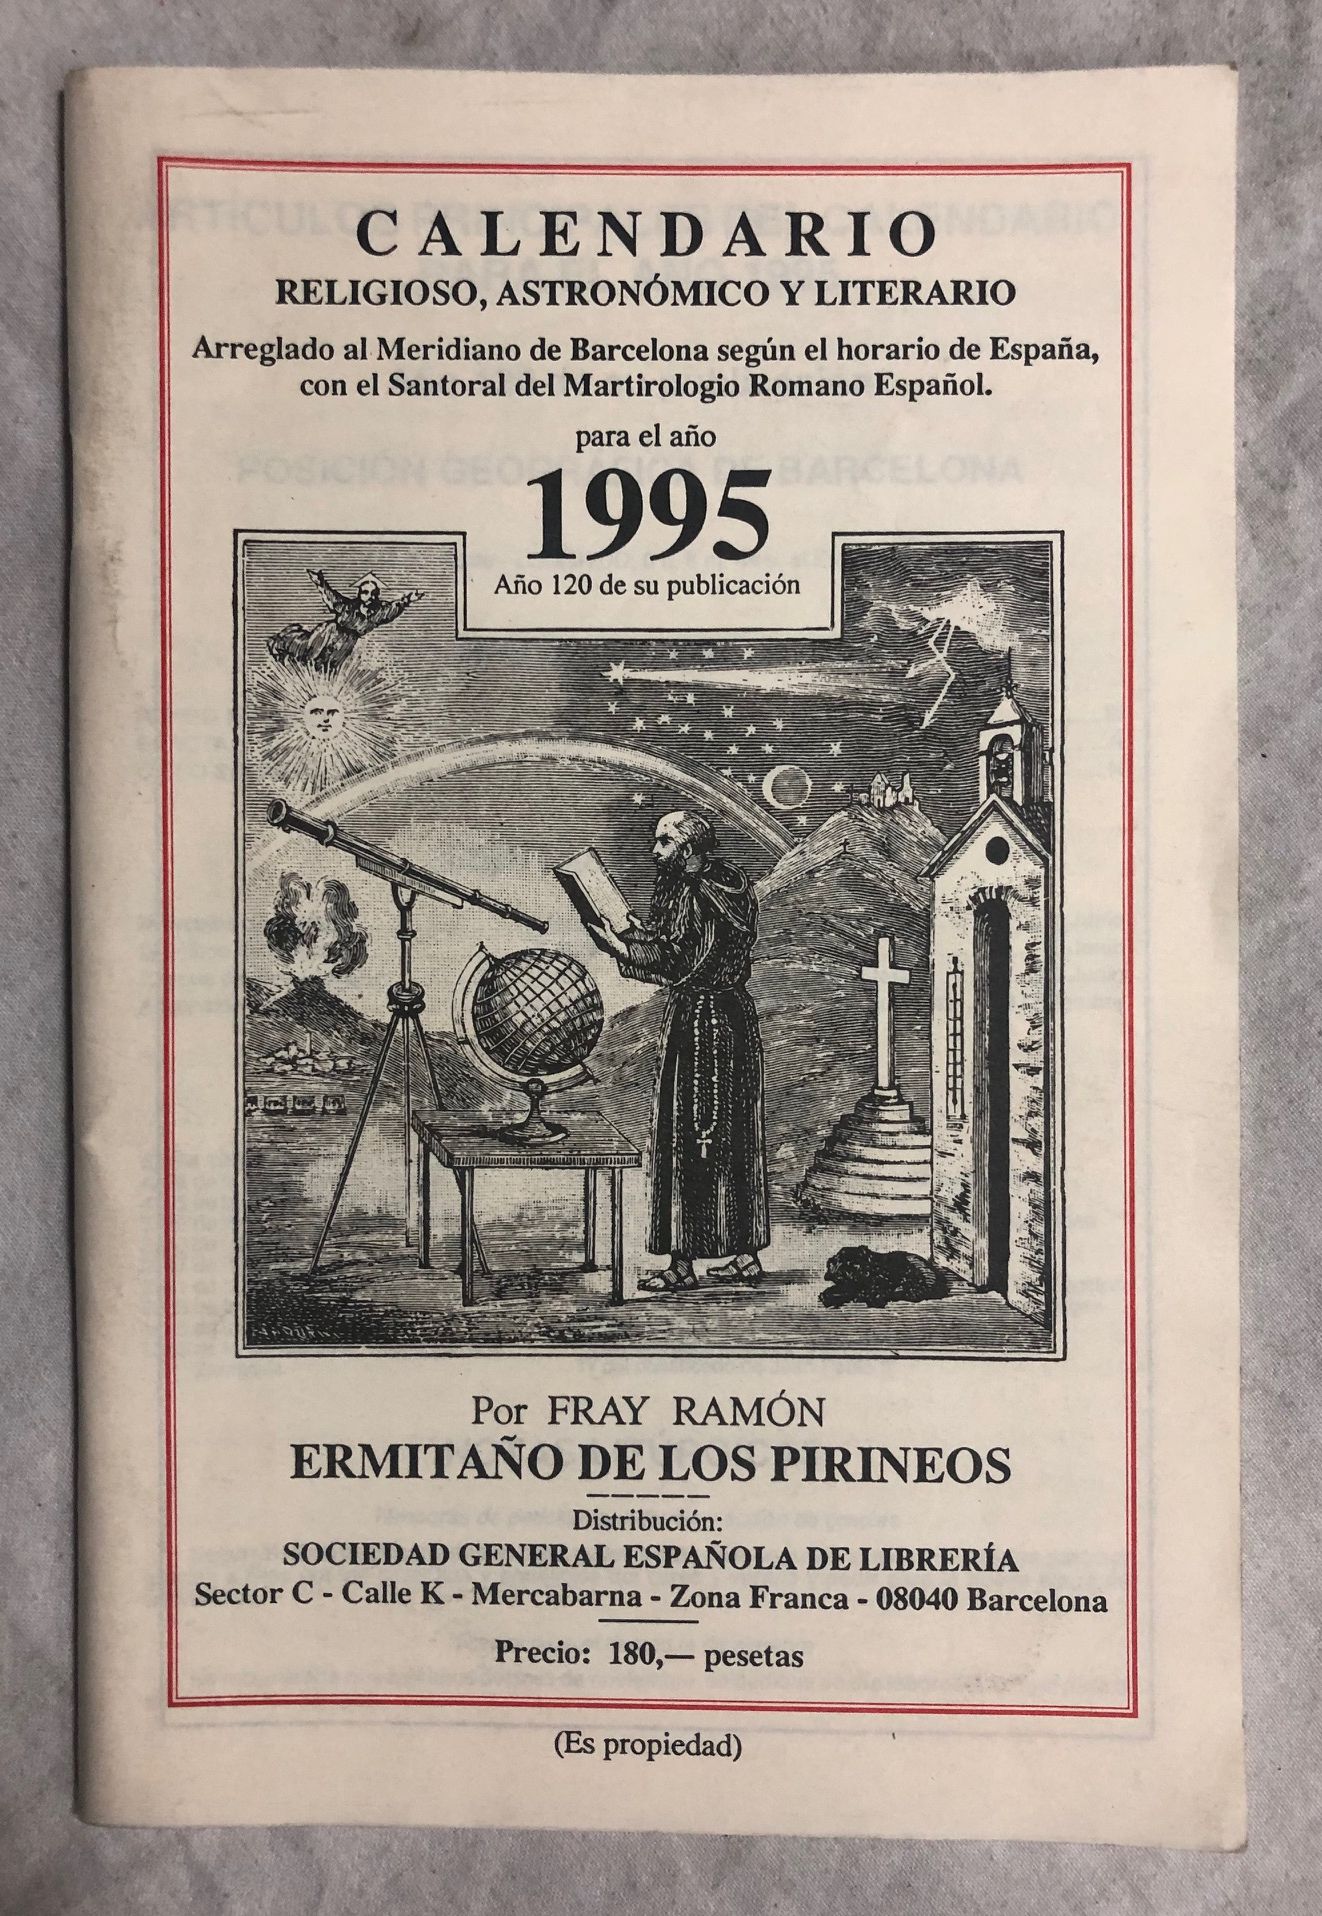 CALENDARIO
RELIGIOSO, ASTRONÓMICO Y LITERARIO
Arreglado al Meridiano de Barcelona según el horario de España,
con el Santoral del Martirologio Romano Español.
para el año
1995
Año 120 de su publicación
Por FRAY RAMÓN
ERMITAÑO DE LOS PIRINEOS
Distribución:
SOCIEDAD GENERAL ESPAÑOLA DE LIBRERÍA
Sector C - Calle K - Mercabarna - Zona Franca - 08040 Barcelona
Precio: 180,— pesetas
(Es propiedad)